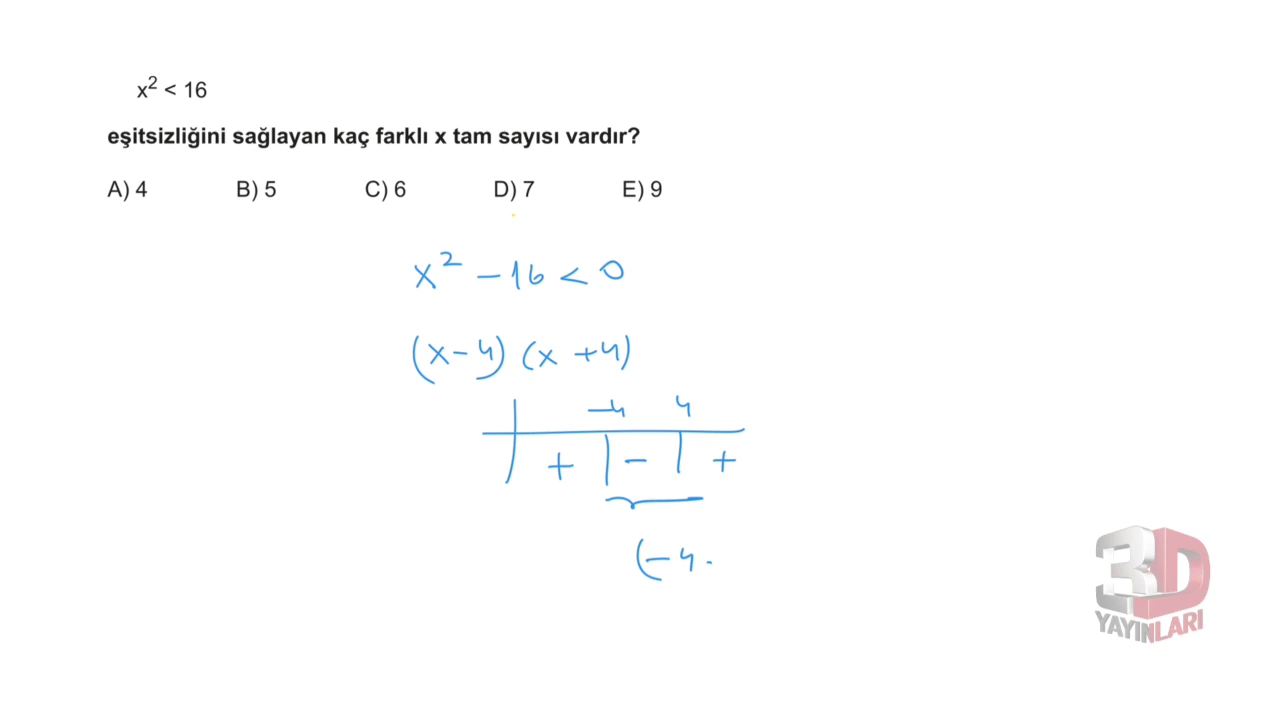 x² < 16
eşitsizliğini sağlayan kaç farklı x tam sayısı vardır?
A) 4 B) 5 C) 6 D) 7 E) 9
x² - 16 < 0
(x - 4) (x + 4)
-4 4
+ - +
(-4 .
3D
YAYINLARI